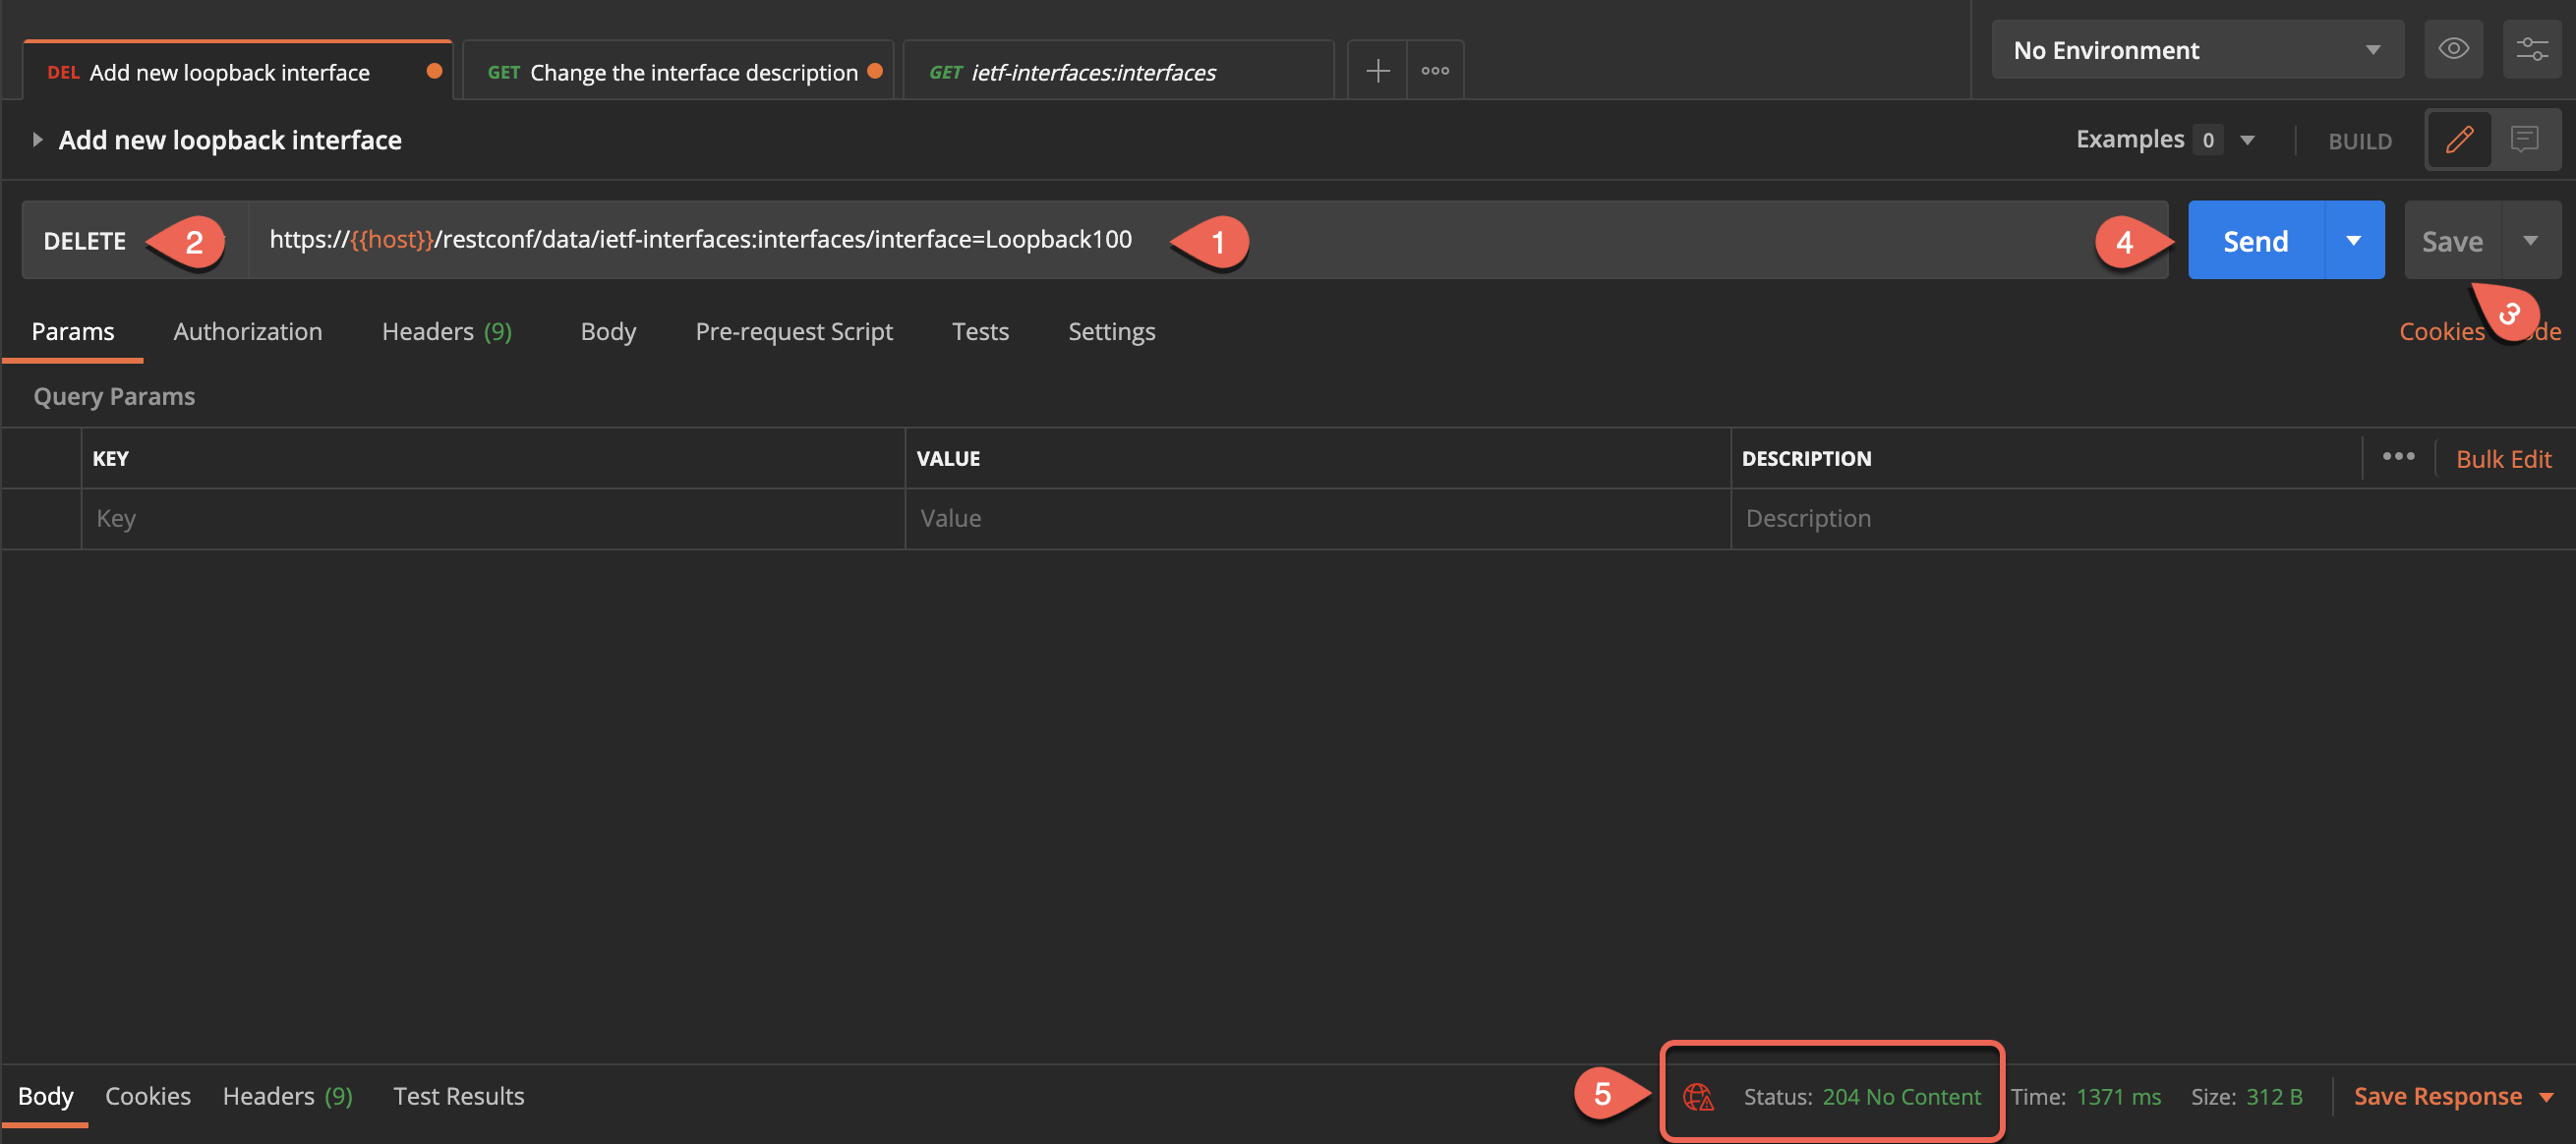 DEL Add new loopback interface
GET Change the interface description
GET ietf-interfaces:interfaces
No Environment
Add new loopback interface
Examples 0
BUILD
DELETE
2
https://{{host}}/restconf/data/ietf-interfaces:interfaces/interface=Loopback100
1
4
Send
Save
3
Params
Authorization
Headers (9)
Body
Pre-request Script
Tests
Settings
Cookies
de
Query Params
KEY
VALUE
DESCRIPTION
Bulk Edit
Key
Value
Description
Body
Cookies
Headers (9)
Test Results
5
Status: 204 No Content
Time: 1371 ms
Size: 312 B
Save Response